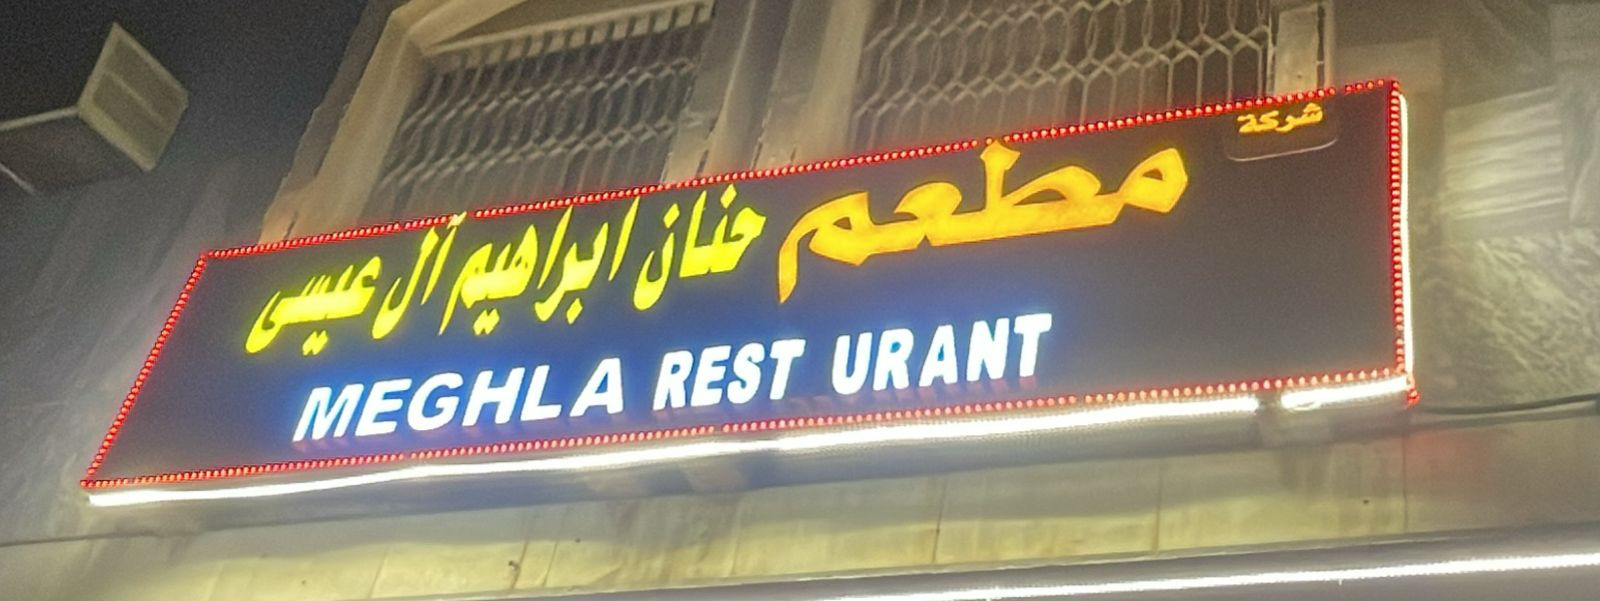 شركة
مطعم حنان ابراهيم آل عيسى
MEGHLA REST URANT